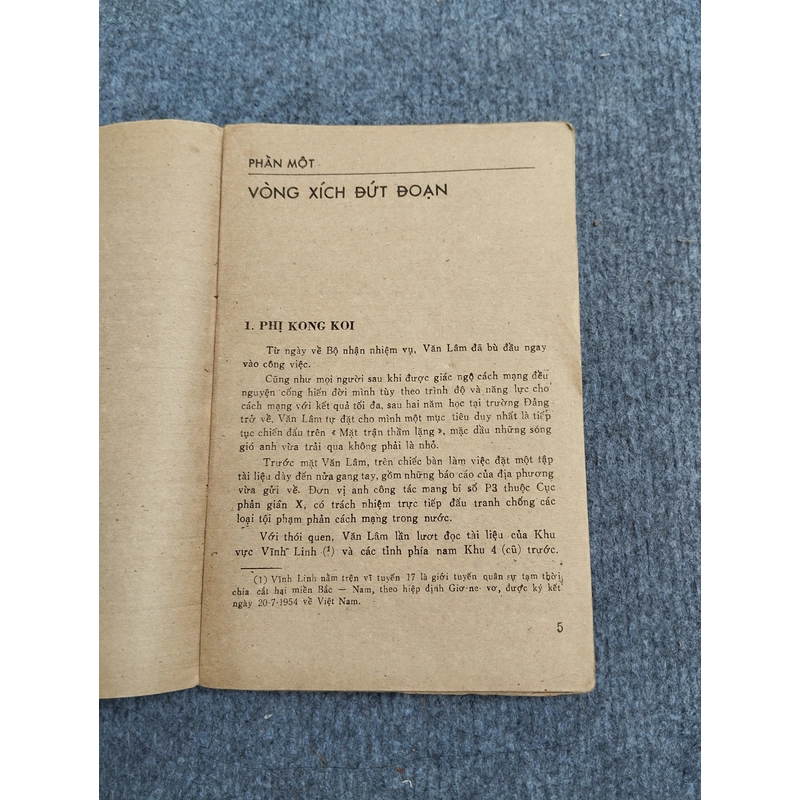 PHẦN MỘT
VÒNG XÍCH ĐỨT ĐOẠN
1. PHỊ KONG KOI
Từ ngày về Bộ nhận nhiệm vụ, Văn Lâm đã bù đầu ngay
vào công việc.
Cũng như mọi người sau khi được giác ngộ cách mạng đều
nguyện cống hiến đời mình tùy theo trình độ và năng lực cho
cách mạng với kết quả tối đa, sau hai năm học tại trường Đảng
trở về, Văn Lâm tự đặt cho mình một mục tiêu duy nhất là tiếp
tục chiến đấu trên « Mặt trận thầm lặng », mặc dầu những sóng
gió anh vừa trải qua không phải là nhỏ.
Trước mặt Văn Lâm, trên chiếc bàn làm việc đặt một tập
tài liệu dày đến nửa gang tay, gồm những báo cáo của địa phương
vừa gửi về. Đơn vị anh công tác mang bí số P3 thuộc Cục
phản gián X, có trách nhiệm trực tiếp đấu tranh chống các
loại tội phạm phản cách mạng trong nước.
Với thói quen, Văn Lâm lần lượt đọc tài liệu của Khu
vực Vĩnh Linh (1) và các tỉnh phía nam Khu 4 (cũ) trước.
(1) Vĩnh Linh nằm trên vĩ tuyến 17 là giới tuyến quân sự tạm thời
chia cắt hai miền Bắc — Nam, theo hiệp định Giơ-ne-vơ, được ký kết
ngày 20-7-1954 về Việt Nam.
5